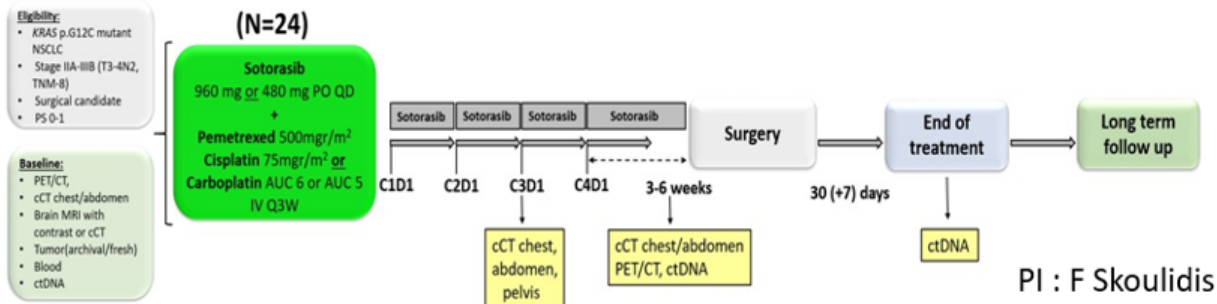 Eligibility:
• KRAS p.G12C mutant
NSCLC
• Stage IIA-IIIB (T3-4N2,
TNM-8)
• Surgical candidate
• PS 0-1
Baseline:
• PET/CT,
• cCT chest/abdomen
• Brain MRI with
contrast or cCT
• Tumor(archival/fresh)
• Blood
• ctDNA
(N=24)
Sotorasib
960 mg or 480 mg PO QD
+
Pemetrexed 500mgr/m²
Cisplatin 75mgr/m² or
Carboplatin AUC 6 or AUC 5
IV Q3W
Sotorasib Sotorasib Sotorasib Sotorasib
C1D1 C2D1 C3D1 C4D1 3-6 weeks
cCT chest,
abdomen,
pelvis
cCT chest/abdomen
PET/CT, ctDNA
Surgery
30 (+7) days
End of
treatment
ctDNA
Long term
follow up
PI : F Skoulidis